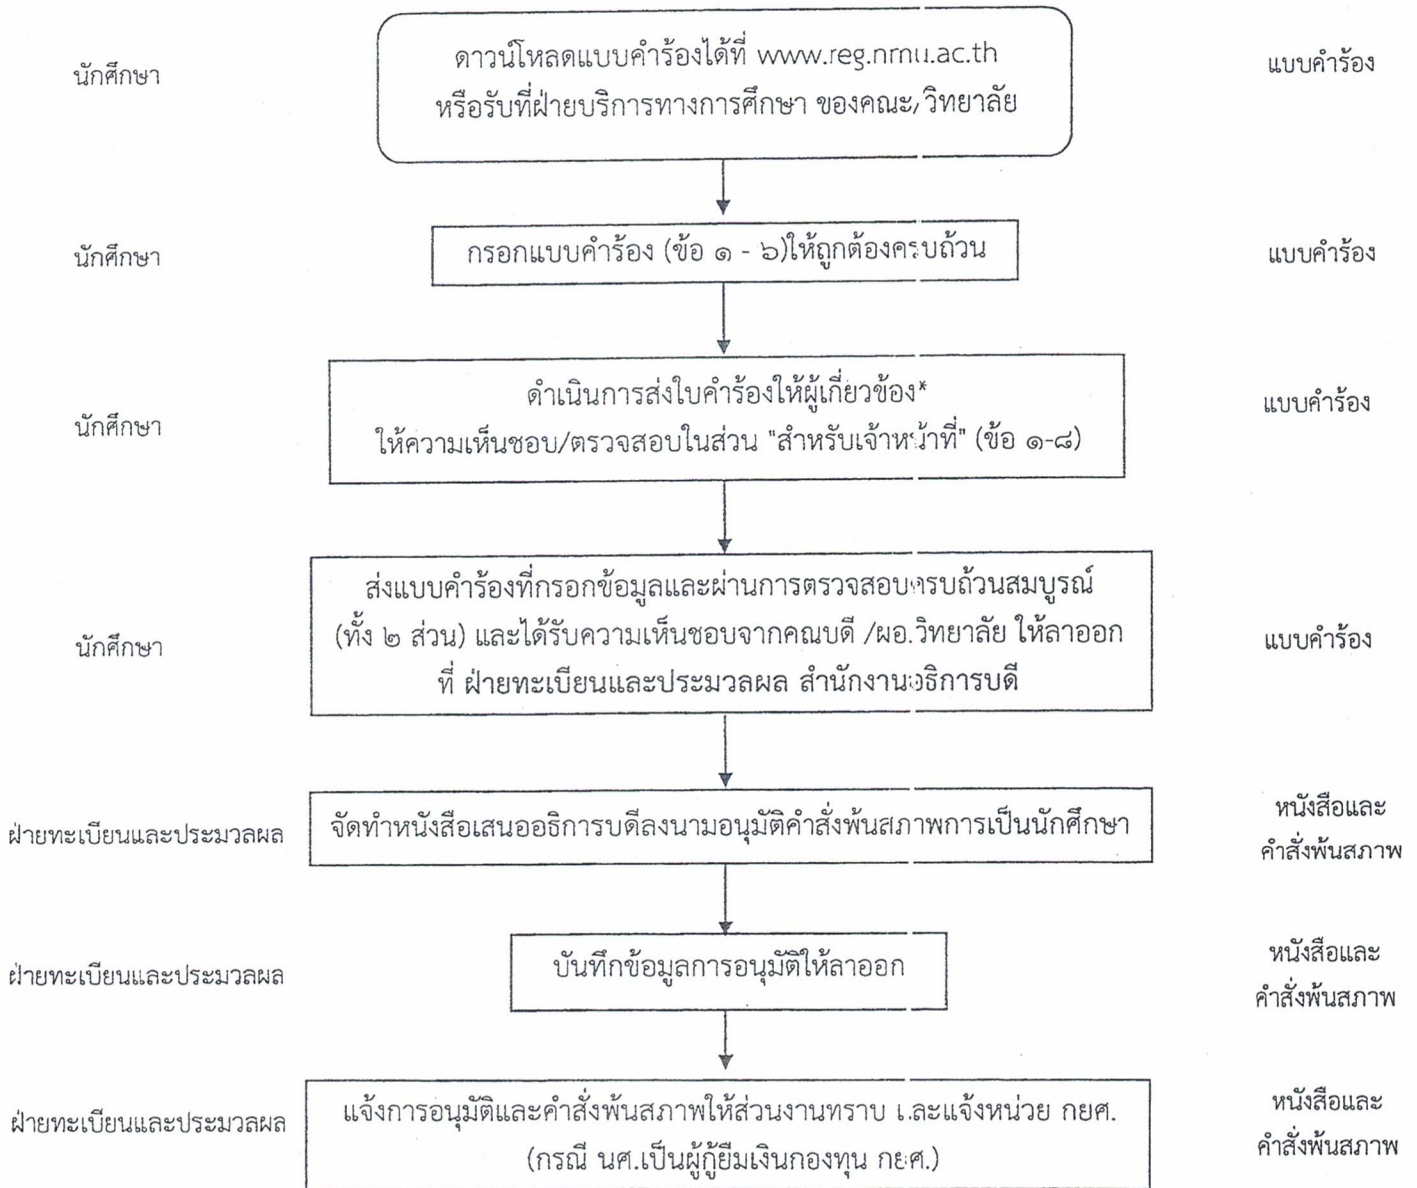 นักศึกษา
ดาวน์โหลดแบบคำร้องได้ที่ www.reg.nrnu.ac.th
หรือรับที่ฝ่ายบริการทางการศึกษา ของคณะ/วิทยาลัย
แบบคำร้อง
นักศึกษา
กรอกแบบคำร้อง (ข้อ ๑ - ๖)ให้ถูกต้องครบถ้วน
แบบคำร้อง
นักศึกษา
ดำเนินการส่งใบคำร้องให้ผู้เกี่ยวข้อง*
ให้ความเห็นชอบ/ตรวจสอบในส่วน "สำหรับเจ้าหน้าที่" (ข้อ ๑-๘)
แบบคำร้อง
นักศึกษา
ส่งแบบคำร้องที่กรอกข้อมูลและผ่านการตรวจสอบครบถ้วนสมบูรณ์
(ทั้ง ๒ ส่วน) และได้รับความเห็นชอบจากคณบดี /ผอ.วิทยาลัย ให้ลาออก
ที่ ฝ่ายทะเบียนและประมวลผล สำนักงานอธิการบดี
แบบคำร้อง
ฝ่ายทะเบียนและประมวลผล
จัดทำหนังสือเสนออธิการบดีลงนามอนุมัติคำสั่งพ้นสภาพการเป็นนักศึกษา
หนังสือและ
คำสั่งพ้นสภาพ
ฝ่ายทะเบียนและประมวลผล
บันทึกข้อมูลการอนุมัติให้ลาออก
หนังสือและ
คำสั่งพ้นสภาพ
ฝ่ายทะเบียนและประมวลผล
แจ้งการอนุมัติและคำสั่งพ้นสภาพให้ส่วนงานทราบ และแจ้งหน่วย กยศ.
(กรณี นศ.เป็นผู้กู้ยืมเงินกองทุน กยศ.)
หนังสือและ
คำสั่งพ้นสภาพ